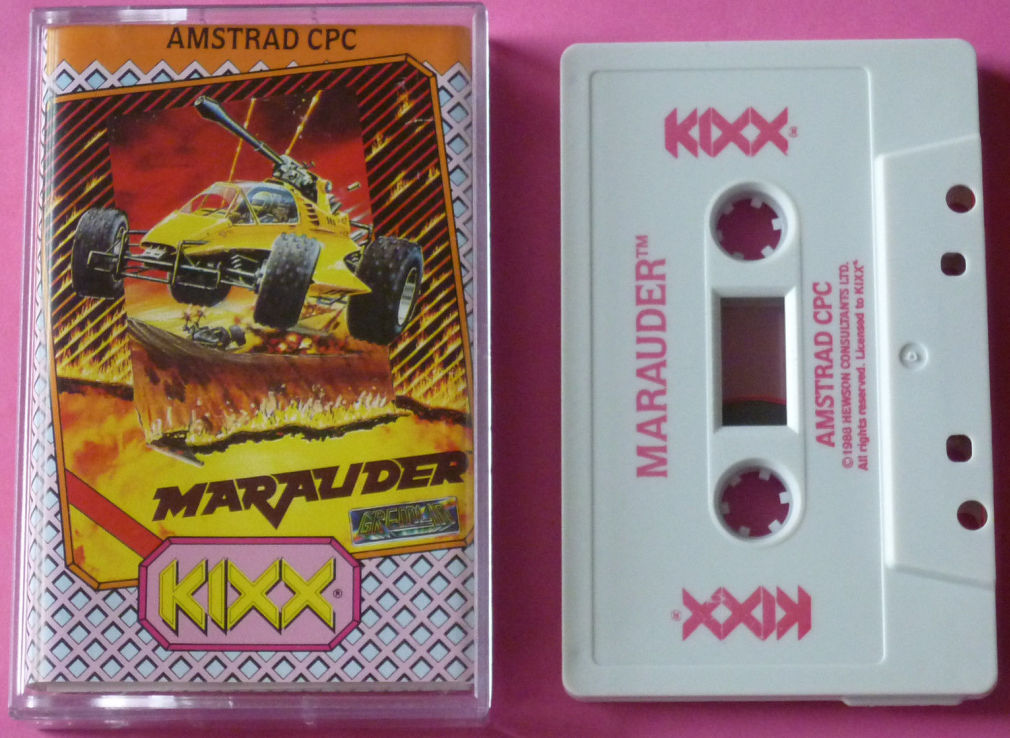 AMSTRAD CPC
MARAUDER
GREMLIN
KIXX®
KIXX
MARAUDER™
AMSTRAD CPC
©1988 HEWSON CONSULTANTS LTD.
All rights reserved. Licensed to KIXX
KIXX